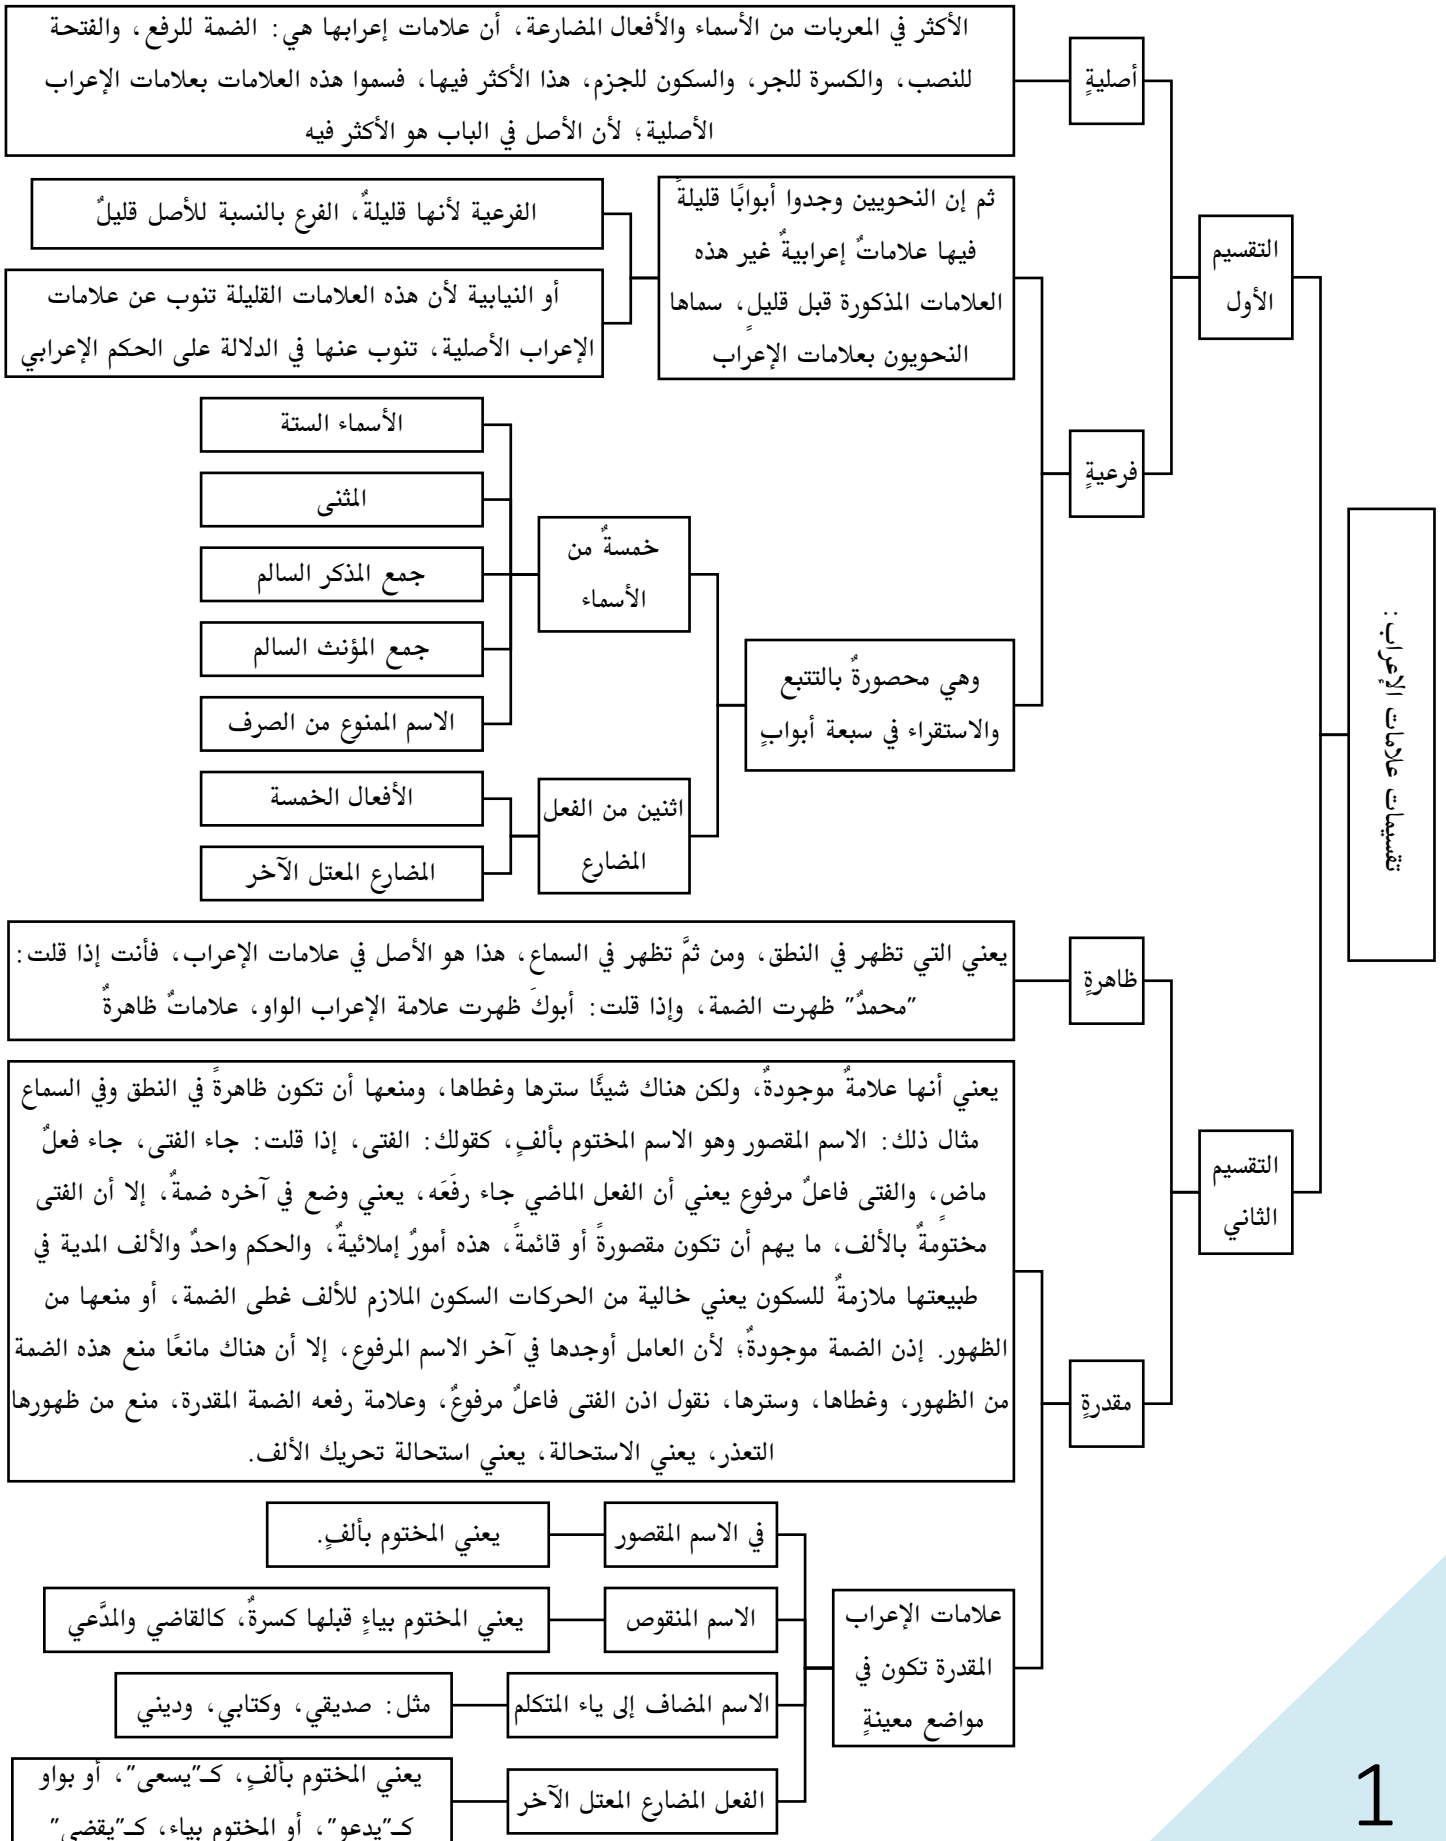 تقسيمات علامات الإعراب:
التقسيم
الأول
أصليةٍ
الأكثر في المعربات من الأسماء والأفعال المضارعة، أن علامات إعرابها هي: الضمة للرفع، والفتحة
للنصب، والكسرة للجر، والسكون للجزم، هذا الأكثر فيها، فسموا هذه العلامات بعلامات الإعراب
الأصلية؛ لأن الأصل في الباب هو الأكثر فيه
فرعيةٍ
ثم إن النحويين وجدوا أبوابًا قليلةً
فيها علاماتٌ إعرابيةٌ غير هذه
العلامات المذكورة قبل قليلٍ، سماها
النحويون بعلامات الإعراب
الفرعية لأنها قليلةٌ، الفرع بالنسبة للأصل قليلٌ
أو النيابية لأن هذه العلامات القليلة تنوب عن علامات
الإعراب الأصلية، تنوب عنها في الدلالة على الحكم الإعرابي
وهي محصورةٌ بالتتبع
والاستقراء في سبعة أبوابٍ
خمسةٌ من
الأسماء
الأسماء الستة
المثنى
جمع المذكر السالم
جمع المؤنث السالم
الاسم الممنوع من الصرف
اثنين من الفعل
المضارع
الأفعال الخمسة
المضارع المعتل الآخر
التقسيم
الثاني
ظاهرةٍ
يعني التي تظهر في النطق، ومن ثمَّ تظهر في السماع، هذا هو الأصل في علامات الإعراب، فأنت إذا قلت:
"محمدٌ" ظهرت الضمة، وإذا قلت: أبوكَ ظهرت علامة الإعراب الواو، علاماتٌ ظاهرةٌ
مقدرةٍ
يعني أنها علامةٌ موجودةٌ، ولكن هناك شيئًا سترها وغطاها، ومنعها أن تكون ظاهرةً في النطق وفي السماع
مثال ذلك: الاسم المقصور وهو الاسم المختوم بألفٍ، كقولك: الفتى، إذا قلت: جاء الفتى، جاء فعلٌ
ماضٍ، والفتى فاعلٌ مرفوع يعني أن الفعل الماضي جاء رفَعَه، يعني وضع في آخره ضمةٌ، إلا أن الفتى
مختومةٌ بالألف، ما يهم أن تكون مقصورةً أو قائمةً، هذه أمورٌ إملائيةٌ، والحكم واحدٌ والألف المدية في
طبيعتها ملازمةٌ للسكون يعني خالية من الحركات السكون الملازم للألف غطى الضمة، أو منعها من
الظهور. إذن الضمة موجودةٌ؛ لأن العامل أوجدها في آخر الاسم المرفوع، إلا أن هناك مانعًا منع هذه الضمة
من الظهور، وغطاها، وسترها، نقول اذن الفتى فاعلٌ مرفوعٌ، وعلامة رفعه الضمة المقدرة، منع من ظهورها
التعذر، يعني الاستحالة، يعني استحالة تحريك الألف.
علامات الإعراب
المقدرة تكون في
مواضع معينةٍ
في الاسم المقصور
يعني المختوم بألفٍ.
الاسم المنقوص
يعني المختوم بياءٍ قبلها كسرةٌ، كالقاضي والمدَّعي
الاسم المضاف إلى ياء المتكلم
مثل: صديقي، وكتابي، وديني
الفعل المضارع المعتل الآخر
يعني المختوم بألفٍ، كـ"يسعى"، أو بواو
كـ"يدعو"، أو المختوم بياء، كـ"يقضي"
1